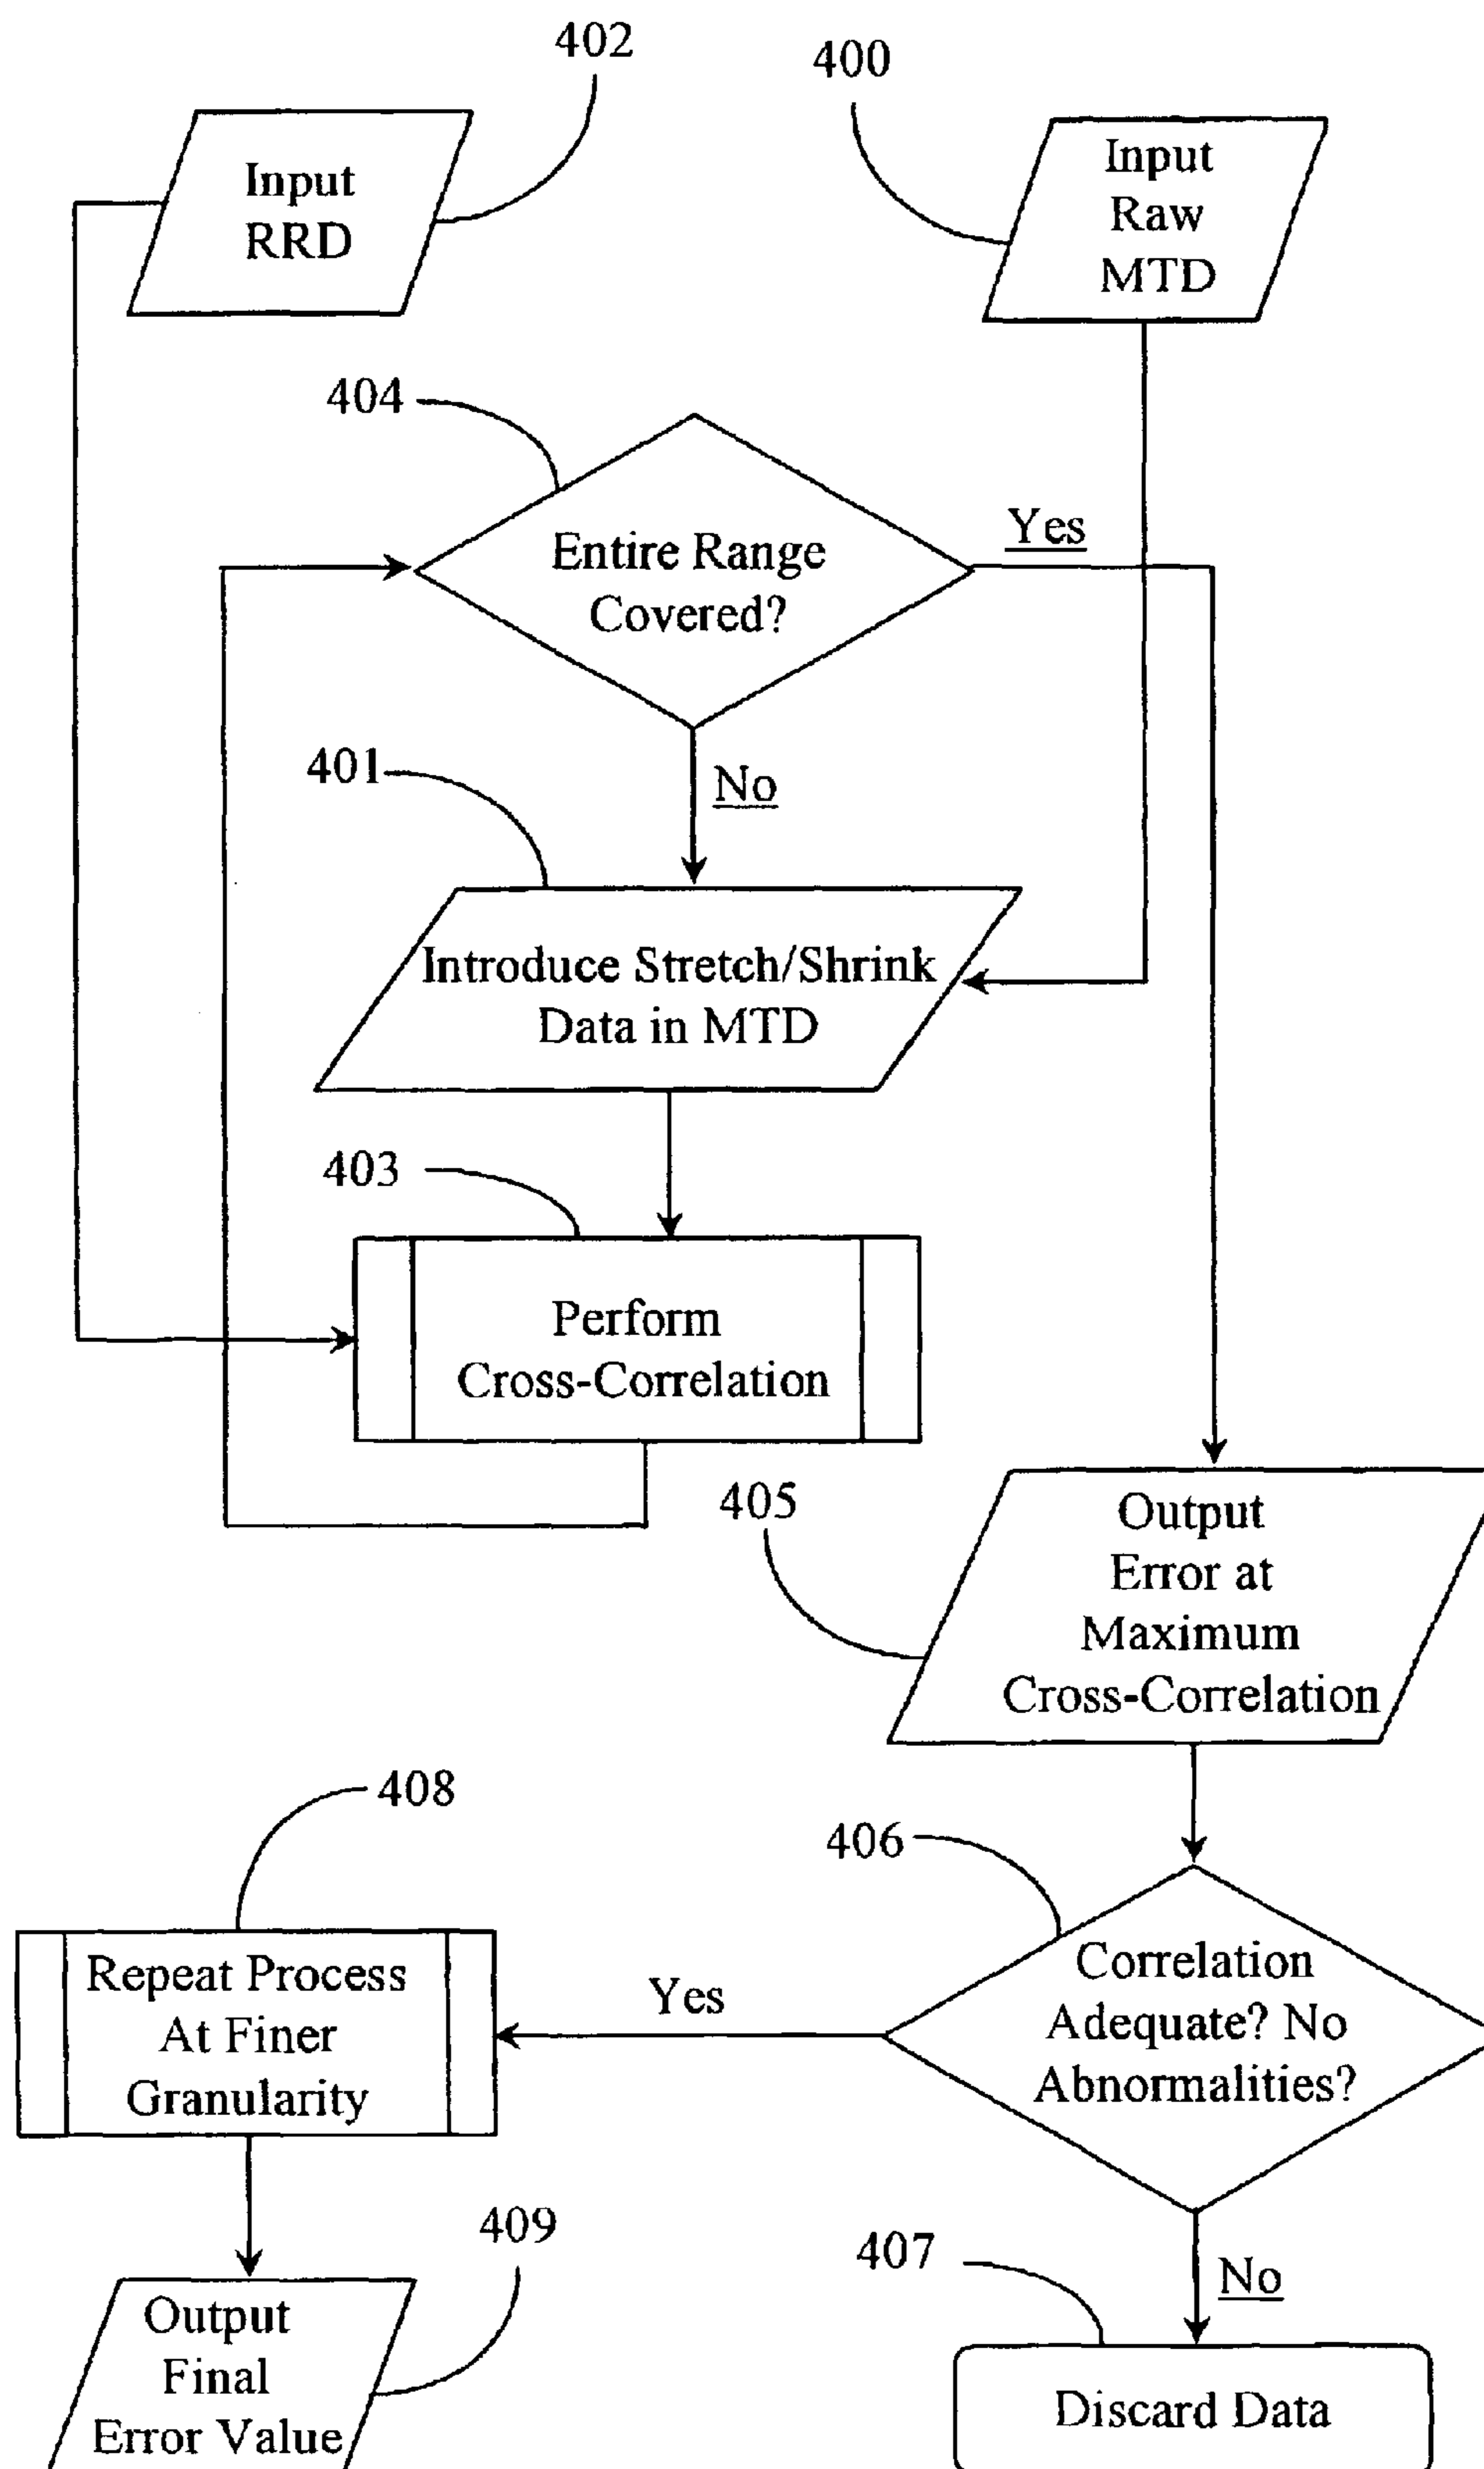 402
400
Input
RRD
Input
Raw
MTD
404
Entire Range
Covered?
Yes
No
401
Introduce Stretch/Shrink
Data in MTD
403
Perform
Cross-Correlation
405
Output
Error at
Maximum
Cross-Correlation
408
406
Repeat Process
At Finer
Granularity
Yes
Correlation
Adequate? No
Abnormalities?
409
407
No
Output
Final
Error Value
Discard Data